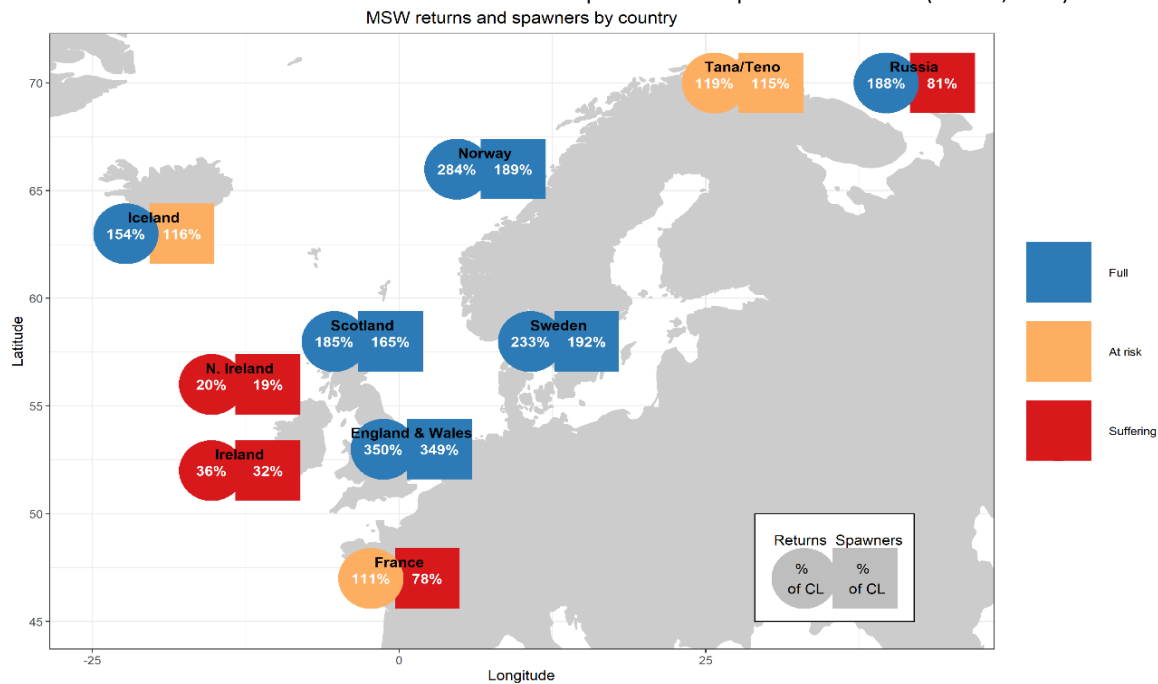 MSW returns and spawners by country
Tana/Teno
119% 115%
Russia
188% 81%
Norway
284% 189%
Iceland
154% 116%
Scotland
185% 165%
Sweden
233% 192%
N. Ireland
20% 19%
England & Wales
350% 349%
Ireland
36% 32%
France
111% 78%
Full
At risk
Suffering
Returns Spawners
% %
of CL of CL
70
65
60
55
50
45
Latitude
-25 0 25
Longitude